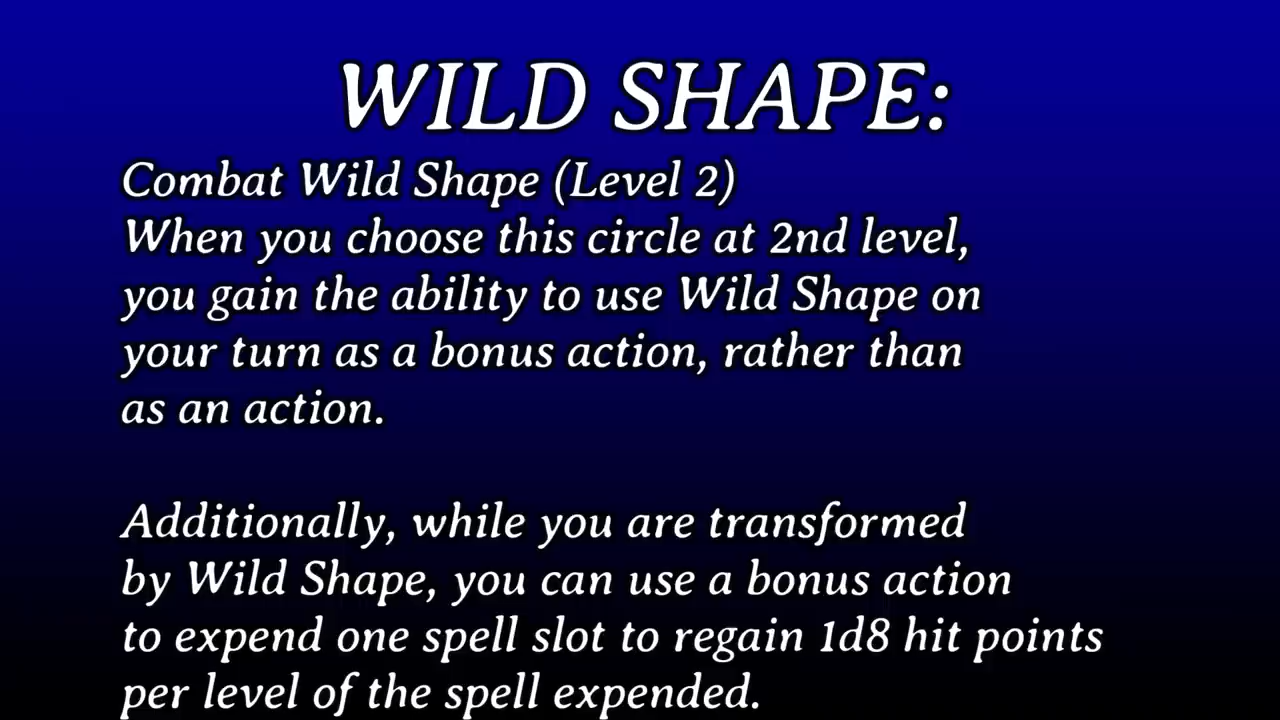 WILD SHAPE:
Combat Wild Shape (Level 2)
When you choose this circle at 2nd level,
you gain the ability to use Wild Shape on
your turn as a bonus action, rather than
as an action.
Additionally, while you are transformed
by Wild Shape, you can use a bonus action
to expend one spell slot to regain 1d8 hit points
per level of the spell expended.